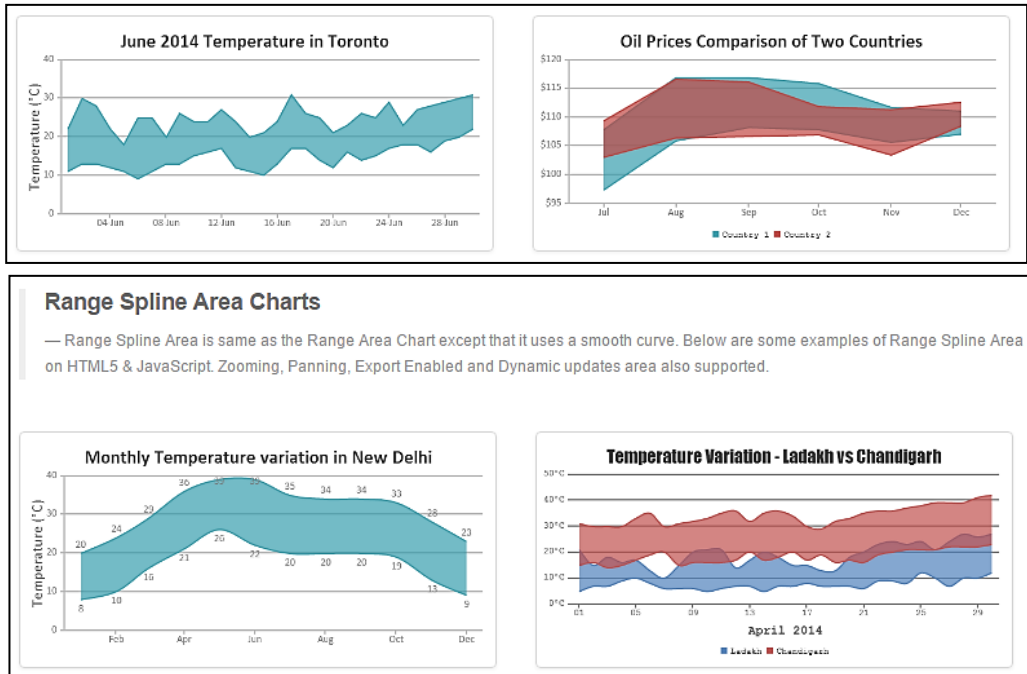 June 2014 Temperature in Toronto
Temperature (°C)
40
30
20
10
0
04 Jun 08 Jun 12 Jun 16 Jun 20 Jun 24 Jun 28 Jun
Oil Prices Comparison of Two Countries
$120
$115
$110
$105
$100
$95
Jul Aug Sep Oct Nov Dec
Country 1 Country 2
Range Spline Area Charts
— Range Spline Area is same as the Range Area Chart except that it uses a smooth curve. Below are some examples of Range Spline Area
on HTML5 & JavaScript. Zooming, Panning, Export Enabled and Dynamic updates area also supported.
Monthly Temperature variation in New Delhi
Temperature (°C)
40
30
20
10
0
20 24 29 36 39 39 35 34 34 33 28 23
8 10 16 21 26 22 20 20 20 19 13 9
Feb Apr Jun Aug Oct Dec
Temperature Variation - Ladakh vs Chandigarh
50°C
40°C
30°C
20°C
10°C
0°C
01 05 09 13 17 21 25 29
April 2014
Ladakh Chandigarh